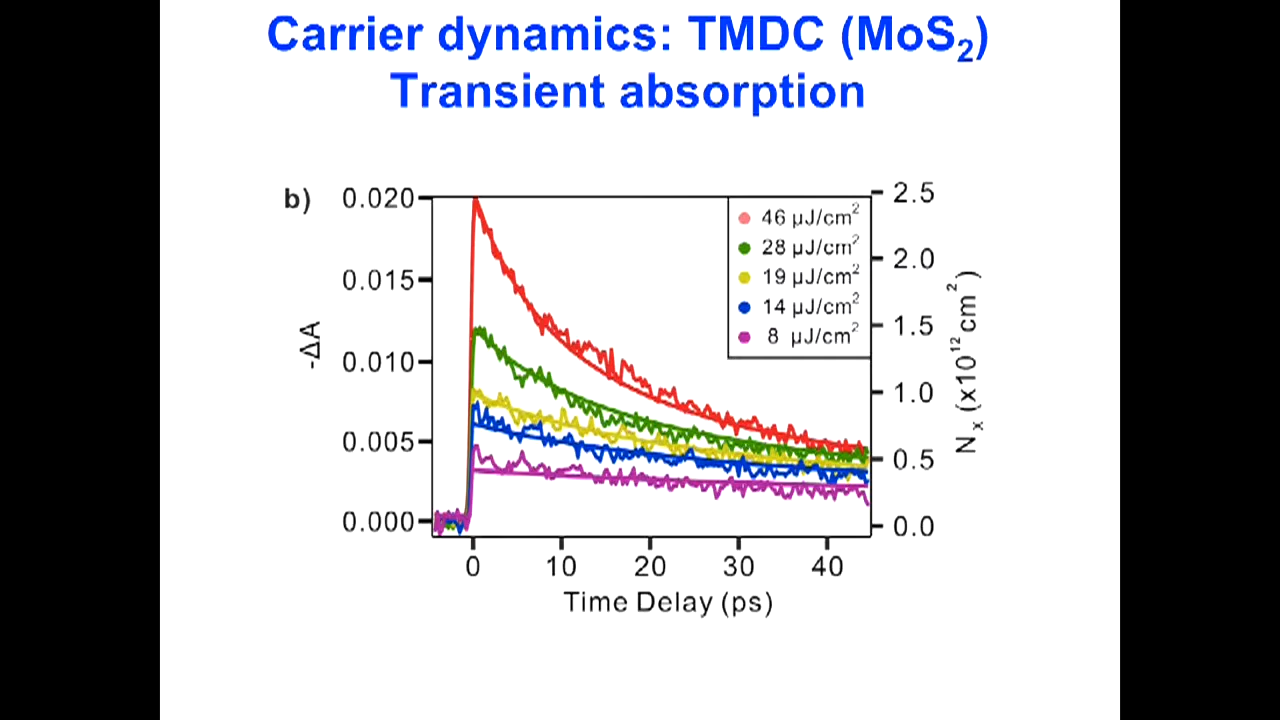 Carrier dynamics: TMDC (MoS₂)
Transient absorption
b)
0.020
0.015
0.010
0.005
0.000
-ΔA
46 µJ/cm²
28 µJ/cm²
19 µJ/cm²
14 µJ/cm²
8 µJ/cm²
2.5
2.0
1.5
1.0
0.5
0.0
Nₓ (x10¹² cm²)
0 10 20 30 40
Time Delay (ps)